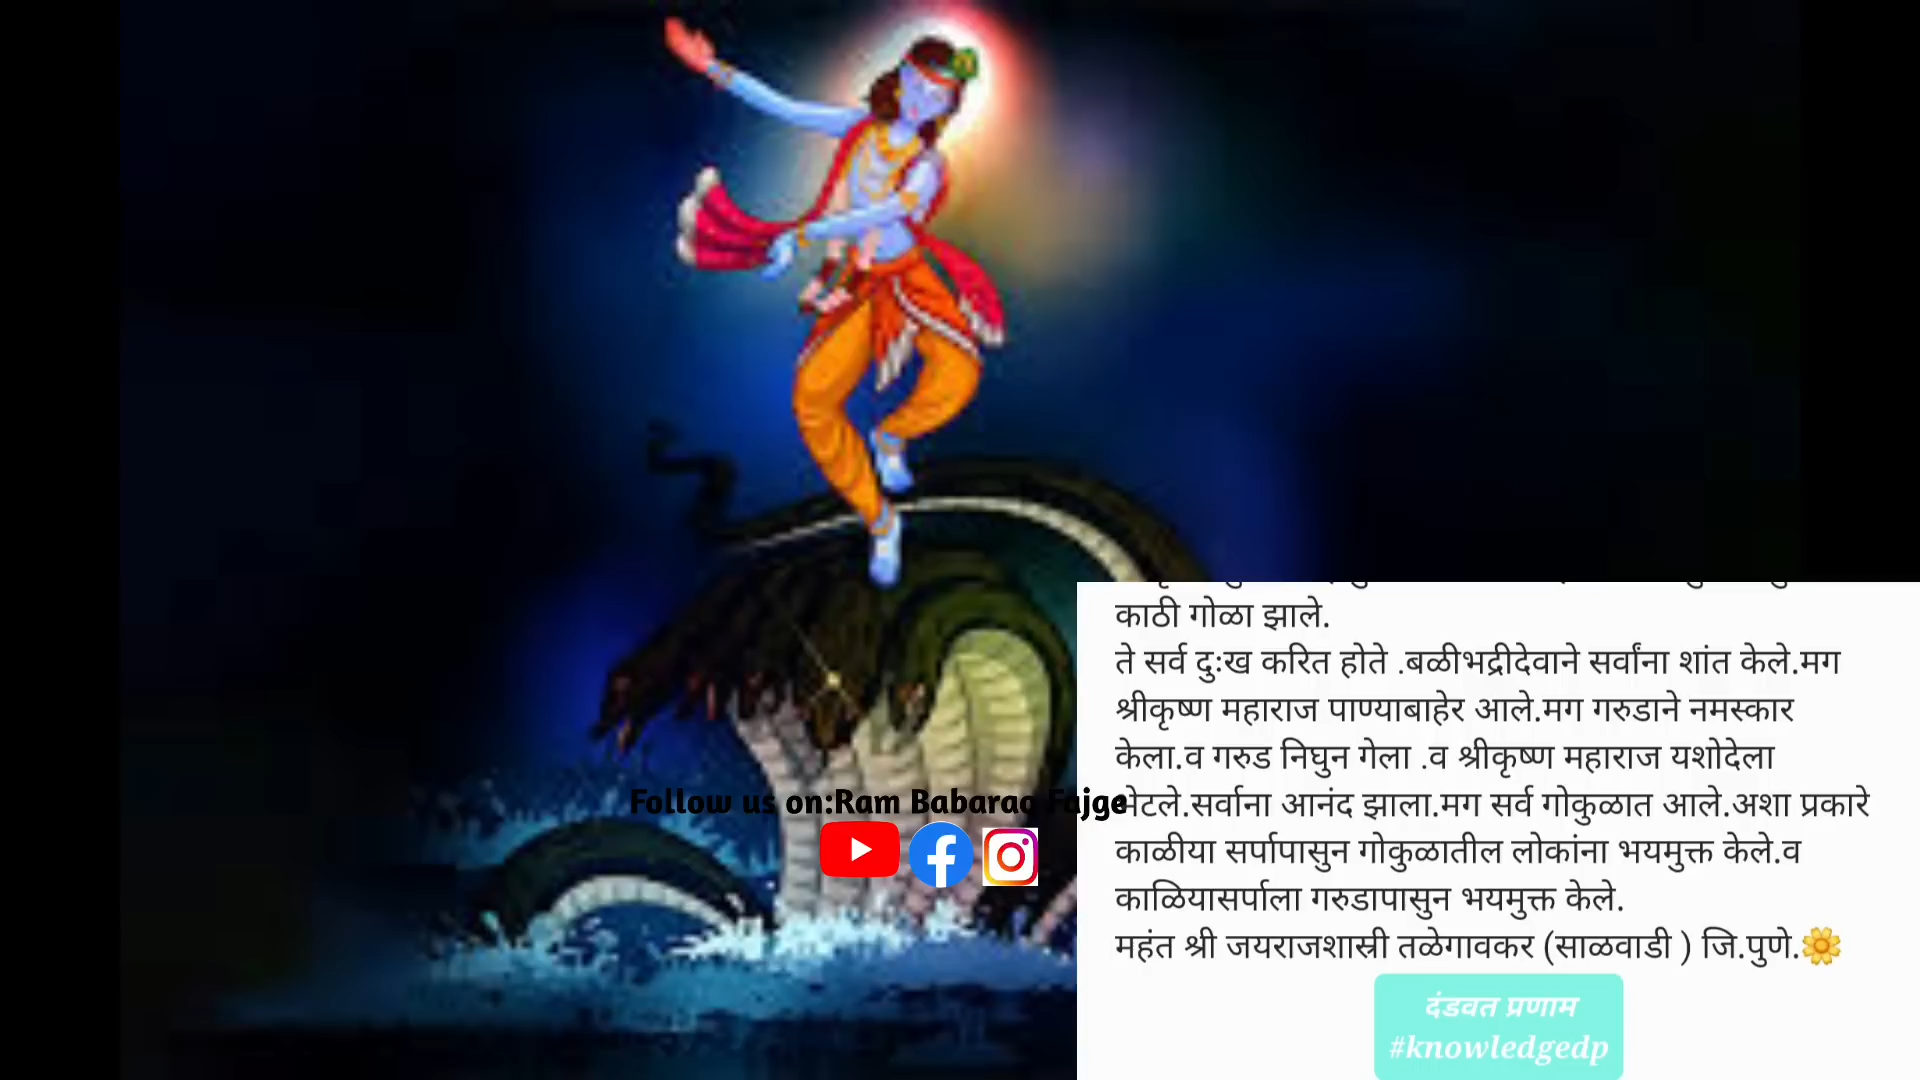 काठी गोळा झाले.
ते सर्व दुःख करित होते .बळीभद्रीदेवाने सर्वांना शांत केले.मग
श्रीकृष्ण महाराज पाण्याबाहेर आले.मग गरुडाने नमस्कार
केला.व गरुड निघुन गेला .व श्रीकृष्ण महाराज यशोदेला
भेटले.सर्वाना आनंद झाला.मग सर्व गोकुळात आले.अशा प्रकारे
काळीया सर्पापासुन गोकुळातील लोकांना भयमुक्त केले.व
काळियासर्पाला गरुडापासुन भयमुक्त केले.
महंत श्री जयराजशास्री तळेगावकर (साळवाडी ) जि.पुणे.🌼
Follow us on:Ram Babarao Fajge
दंडवत प्रणाम
#knowledgedp